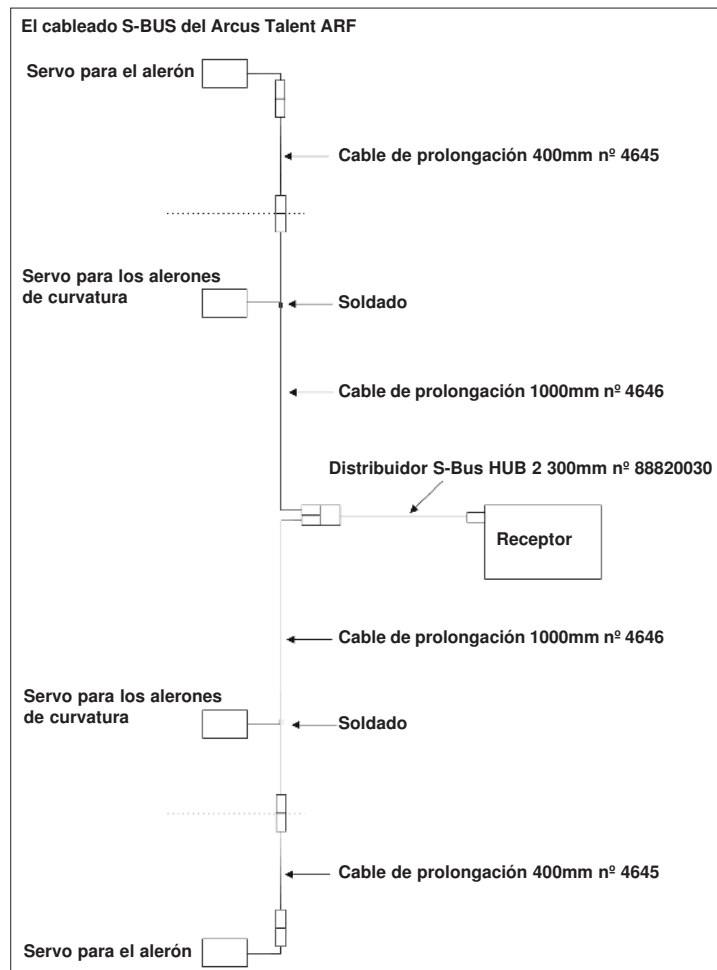 El cableado S-BUS del Arcus Talent ARF
Servo para el alerón
Cable de prolongación 400mm nº 4645
Servo para los alerones
de curvatura
Soldado
Cable de prolongación 1000mm nº 4646
Distribuidor S-Bus HUB 2 300mm nº 88820030
Receptor
Cable de prolongación 1000mm nº 4646
Servo para los alerones
de curvatura
Soldado
Cable de prolongación 400mm nº 4645
Servo para el alerón